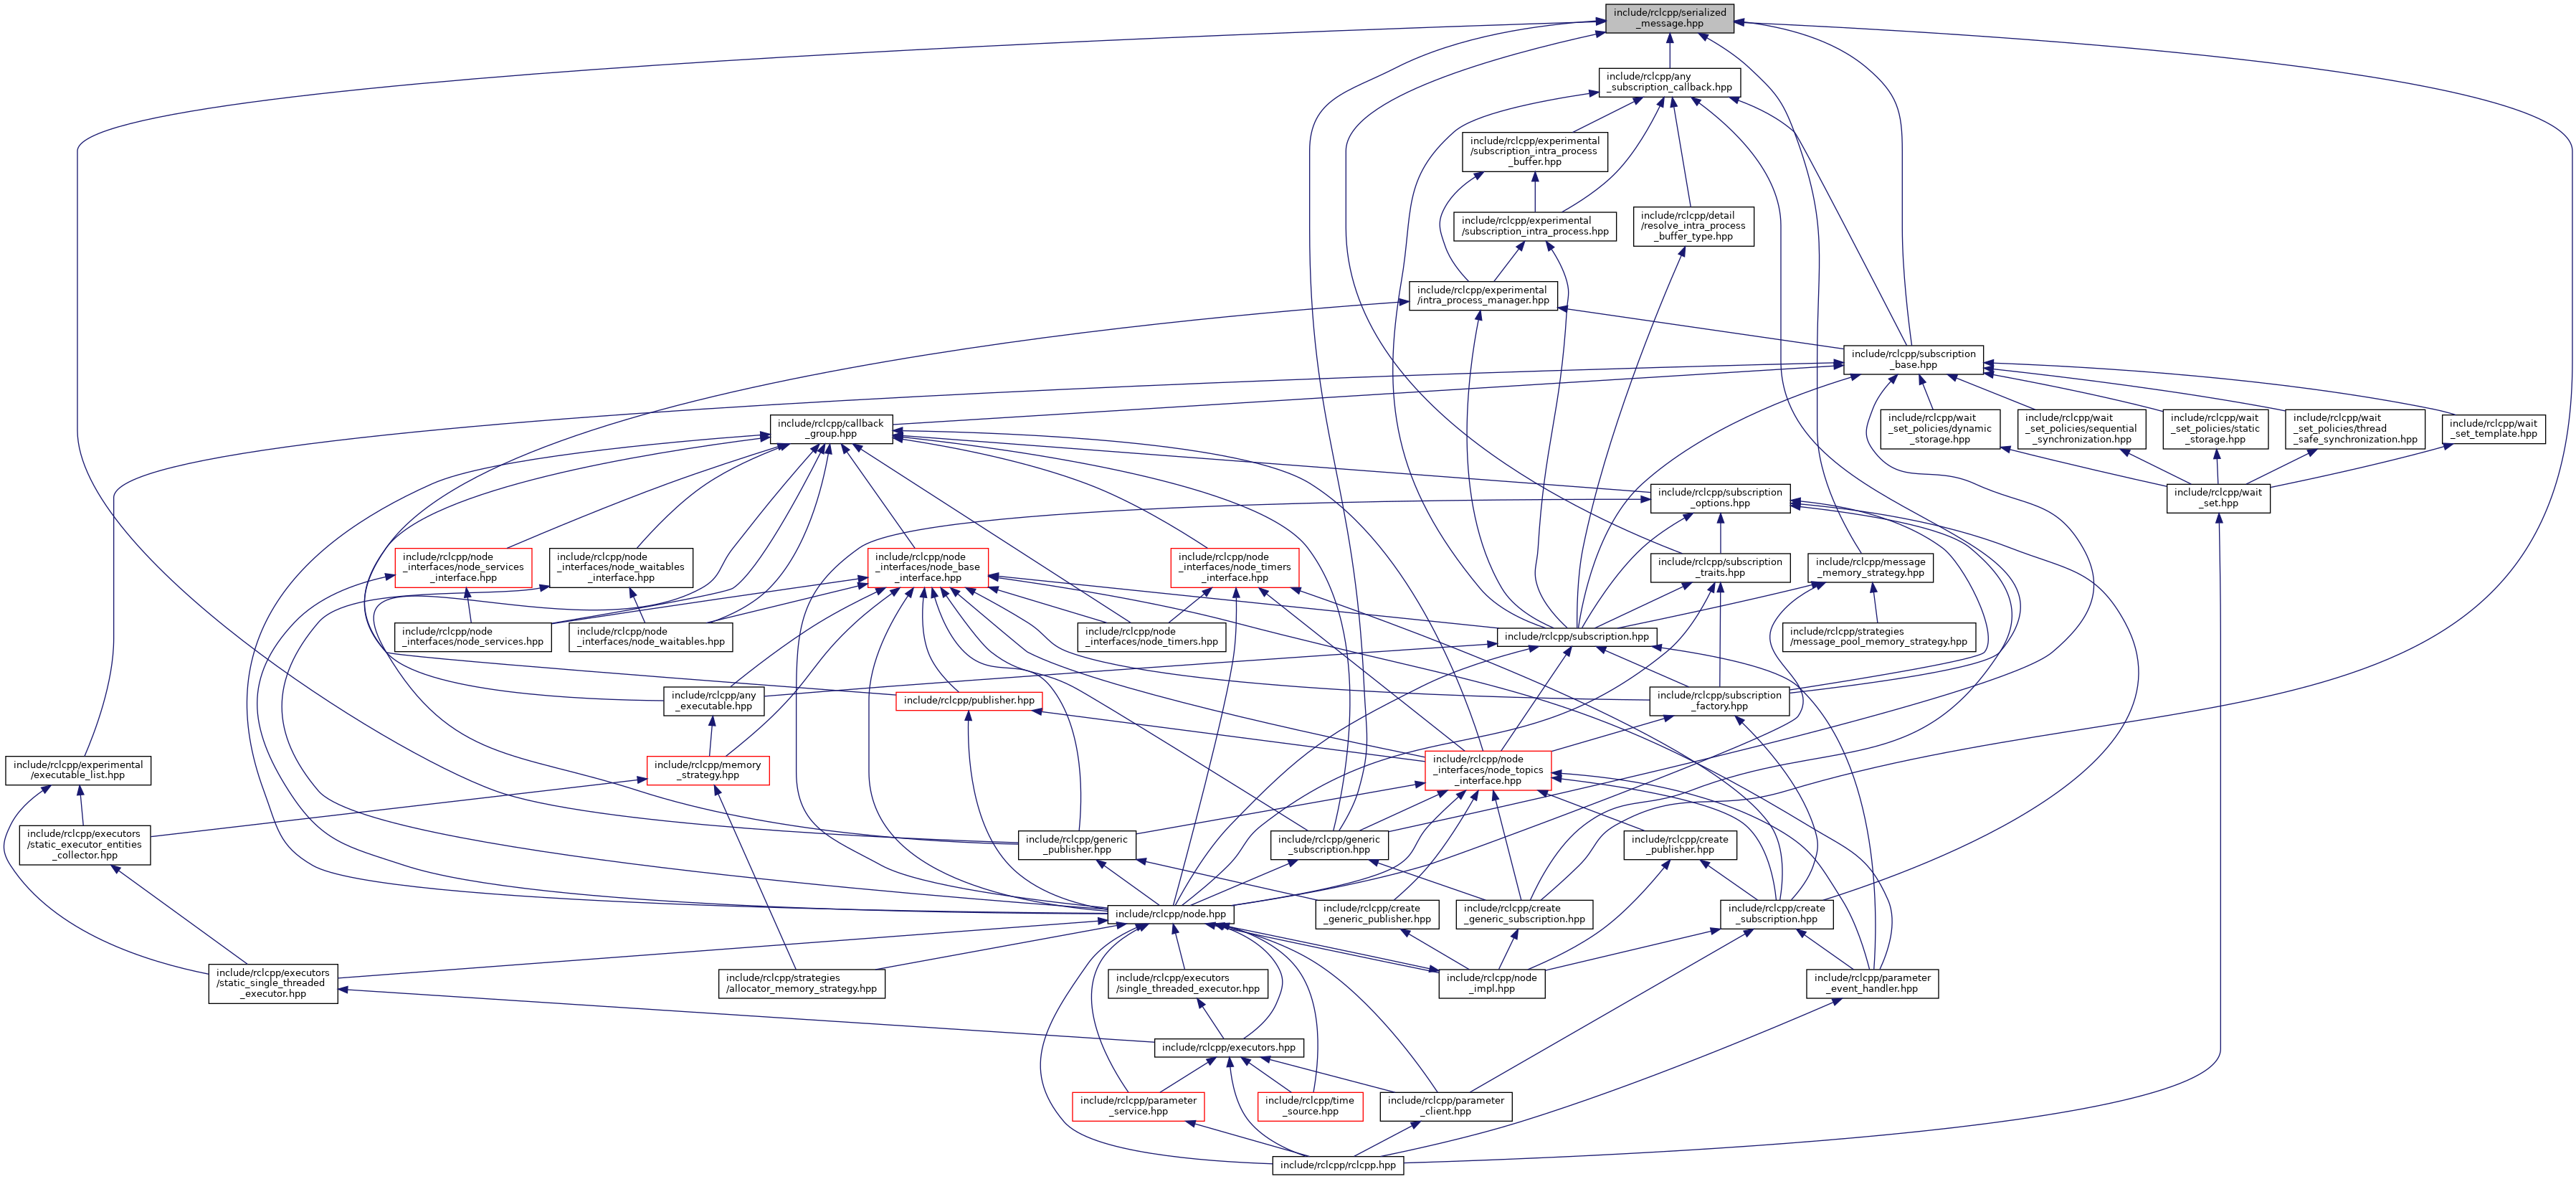 include/rclcpp/serialized
_message.hpp
include/rclcpp/any
_subscription_callback.hpp
include/rclcpp/experimental
/subscription_intra_process
_buffer.hpp
include/rclcpp/experimental
/subscription_intra_process.hpp
include/rclcpp/detail
/resolve_intra_process
_buffer_type.hpp
include/rclcpp/experimental
/intra_process_manager.hpp
include/rclcpp/subscription
_base.hpp
include/rclcpp/callback
_group.hpp
include/rclcpp/wait
_set_policies/dynamic
_storage.hpp
include/rclcpp/wait
_set_policies/sequential
_synchronization.hpp
include/rclcpp/wait
_set_policies/static
_storage.hpp
include/rclcpp/wait
_set_policies/thread
_safe_synchronization.hpp
include/rclcpp/wait
_set_template.hpp
include/rclcpp/subscription
_options.hpp
include/rclcpp/wait
_set.hpp
include/rclcpp/node
_interfaces/node_services
_interface.hpp
include/rclcpp/node
_interfaces/node_waitables
_interface.hpp
include/rclcpp/node
_interfaces/node_base
_interface.hpp
include/rclcpp/node
_interfaces/node_timers
_interface.hpp
include/rclcpp/subscription
_traits.hpp
include/rclcpp/message
_memory_strategy.hpp
include/rclcpp/node
_interfaces/node_services.hpp
include/rclcpp/node
_interfaces/node_waitables.hpp
include/rclcpp/node
_interfaces/node_timers.hpp
include/rclcpp/subscription.hpp
include/rclcpp/strategies
/message_pool_memory_strategy.hpp
include/rclcpp/any
_executable.hpp
include/rclcpp/publisher.hpp
include/rclcpp/subscription
_factory.hpp
include/rclcpp/experimental
/executable_list.hpp
include/rclcpp/memory
_strategy.hpp
include/rclcpp/node
_interfaces/node_topics
_interface.hpp
include/rclcpp/executors
/static_executor_entities
_collector.hpp
include/rclcpp/generic
_publisher.hpp
include/rclcpp/generic
_subscription.hpp
include/rclcpp/create
_publisher.hpp
include/rclcpp/node.hpp
include/rclcpp/create
_generic_publisher.hpp
include/rclcpp/create
_generic_subscription.hpp
include/rclcpp/create
_subscription.hpp
include/rclcpp/executors
/static_single_threaded
_executor.hpp
include/rclcpp/strategies
/allocator_memory_strategy.hpp
include/rclcpp/executors
/single_threaded_executor.hpp
include/rclcpp/node
_impl.hpp
include/rclcpp/parameter
_event_handler.hpp
include/rclcpp/executors.hpp
include/rclcpp/parameter
_service.hpp
include/rclcpp/time
_source.hpp
include/rclcpp/parameter
_client.hpp
include/rclcpp/rclcpp.hpp